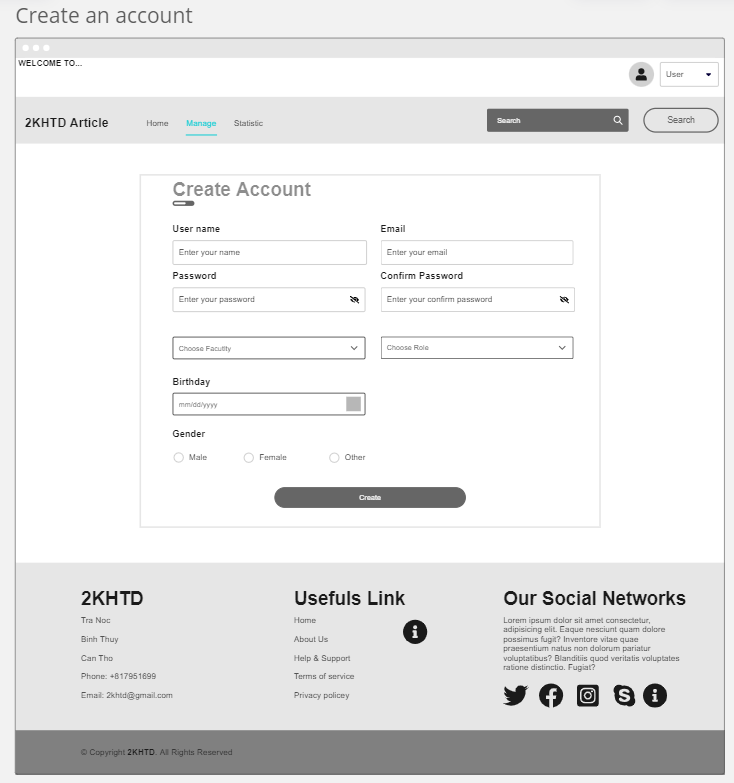 Create an account
WELCOME TO...
User
2KHTD Article
Home
Manage
Statistic
Search
Search
Create Account
User name
Email
Enter your name
Enter your email
Password
Confirm Password
Enter your password
Enter your confirm password
Choose Facutlty
Choose Role
Birthday
mm/dd/yyyy
Gender
Male
Female
Other
Create
2KHTD
Tra Noc
Binh Thuy
Can Tho
Phone: +817951699
Email: 2khtd@gmail.com
Usefuls Link
Home
About Us
Help & Support
Terms of service
Privacy policey
Our Social Networks
Lorem ipsum dolor sit amet consectetur,
adipisicing elit. Eaque nesciunt quam dolore
possimus fugit? Inventore vitae quae
praesentium natus non dolorum pariatur
voluptatibus? Blanditiis quod veritatis voluptates
ratione distinctio. Fugiat?
© Copyright 2KHTD. All Rights Reserved